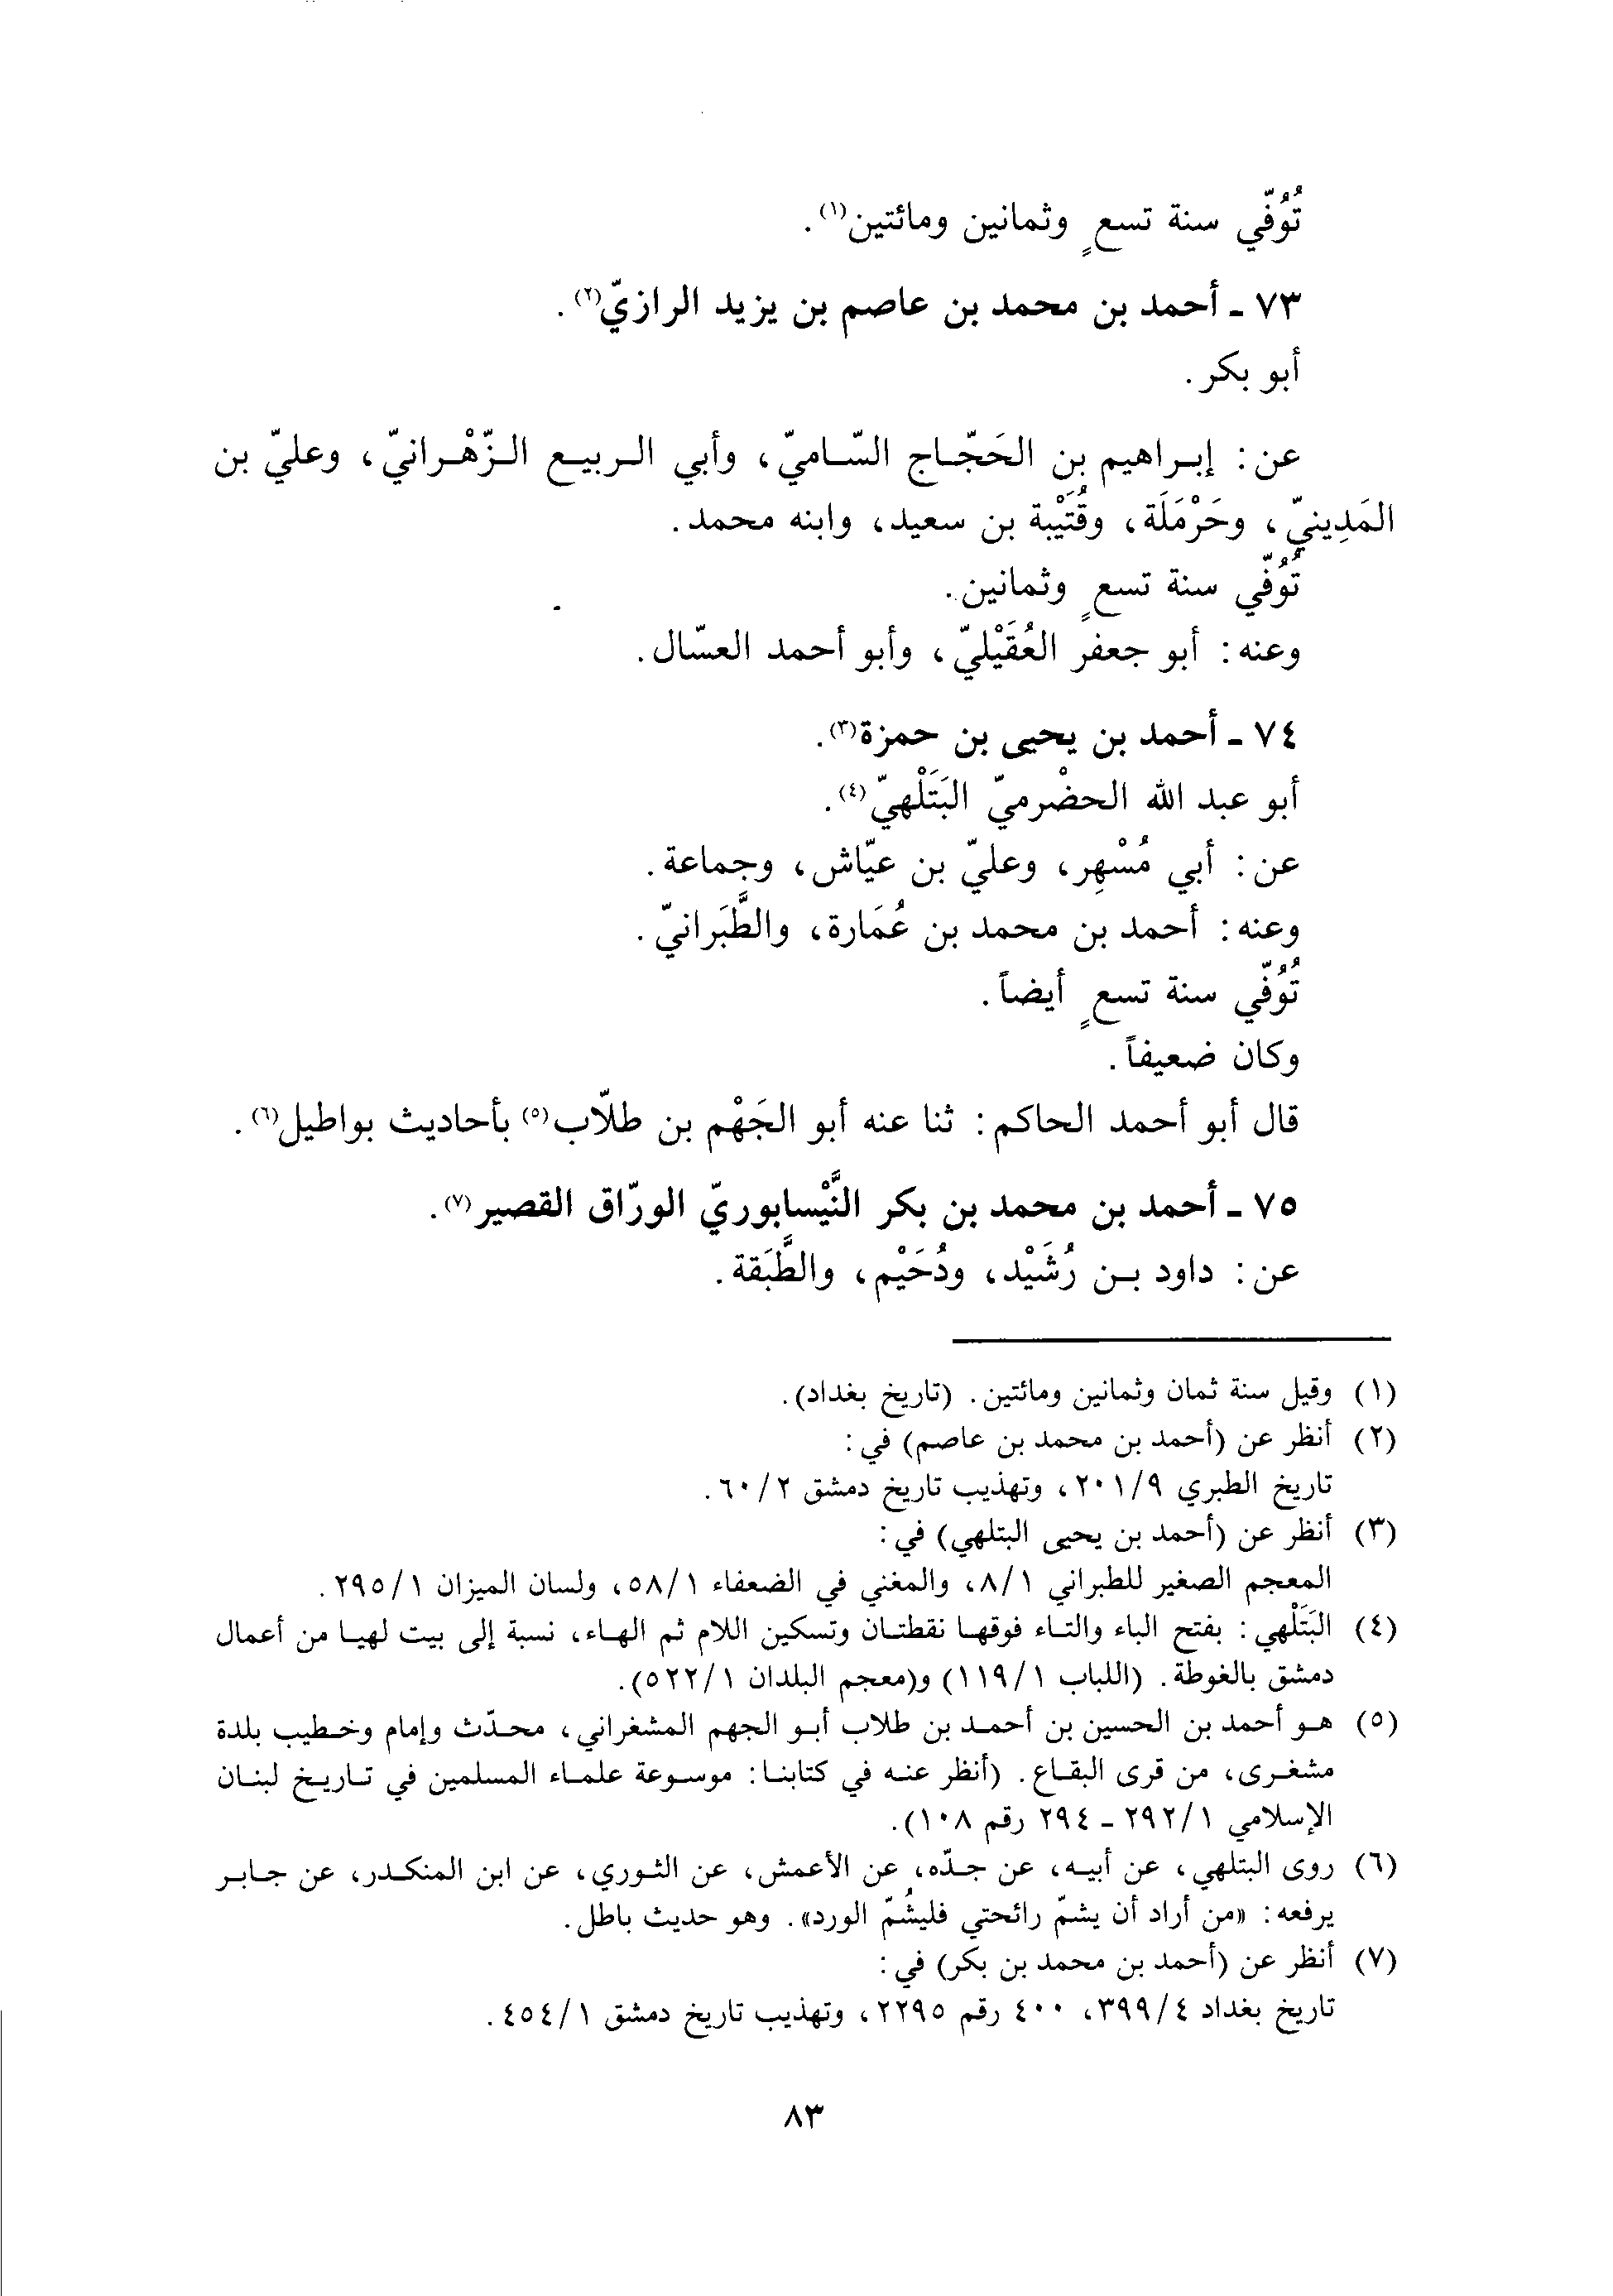 تُوُفّي سنة تسعٍ وثمانين ومائتين(١).
٧٣ ـ أحمد بن محمد بن عاصم بن يزيد الرازيّ(٢).
أبو بكر.
عن: إبراهيم بن الحَجّاج السّاميّ، وأبي الربيع الزّهْرانيّ، وعليّ بن
المَدِينيّ، وحَرْمَلَة، وقُتَيْبة بن سعيد، وابنه محمد.
تُوُفّي سنة تسعٍ وثمانين.
وعنه: أبو جعفر العُقَيْليّ، وأبو أحمد العسّال.
٧٤ ـ أحمد بن يحيى بن حمزة(٣).
أبو عبد الله الحضْرميّ البَتَلْهيّ(٤).
عن: أبي مُسْهِر، وعليّ بن عيّاش، وجماعة.
وعنه: أحمد بن محمد بن عُمَارة، والطَّبَرانيّ.
تُوُفّي سنة تسعٍ أيضاً.
وكان ضعيفاً.
قال أبو أحمد الحاكم: ثنا عنه أبو الجَهْم بن طلّاب(٥) بأحاديث بواطيل(٦).
٧٥ ـ أحمد بن محمد بن بكر النَّيْسابوريّ الورّاق القصير(٧).
عن: داود بن رُشَيْد، ودُحَيْم، والطَّبَقة.
(١) وقيل سنة ثمان وثمانين ومائتين. (تاريخ بغداد).
(٢) أنظر عن (أحمد بن محمد بن عاصم) في:
تاريخ الطبري ٢٠١/٩، وتهذيب تاريخ دمشق ٦٠/٢.
(٣) أنظر عن (أحمد بن يحيى البتلهي) في:
المعجم الصغير للطبراني ٨/١، والمغني في الضعفاء ٥٨/١، ولسان الميزان ٢٩٥/١.
(٤) البَتَلْهي: بفتح الباء والتاء فوقها نقطتان وتسكين اللام ثم الهاء، نسبة إلى بيت لهيا من أعمال
دمشق بالغوطة. (اللباب ١١٩/١) و(معجم البلدان ٥٢٢/١).
(٥) هو أحمد بن الحسين بن أحمد بن طلاب أبو الجهم المشغراني، محدّث وإمام وخطيب بلدة
مشغرى، من قرى البقاع. (أنظر عنه في كتابنا: موسوعة علماء المسلمين في تاريخ لبنان
الإسلامي ٢٩٢/١ ـ ٢٩٤ رقم ١٠٨).
(٦) روى البتلهي، عن أبيه، عن جدّه، عن الأعمش، عن الثوري، عن ابن المنكدر، عن جابر
يرفعه: «من أراد أن يشمّ رائحتي فليشُمّ الورد». وهو حديث باطل.
(٧) أنظر عن (أحمد بن محمد بن بكر) في:
تاريخ بغداد ٣٩٩/٤، ٤٠٠ رقم ٢٢٩٥، وتهذيب تاريخ دمشق ٤٥٤/١.
٨٣